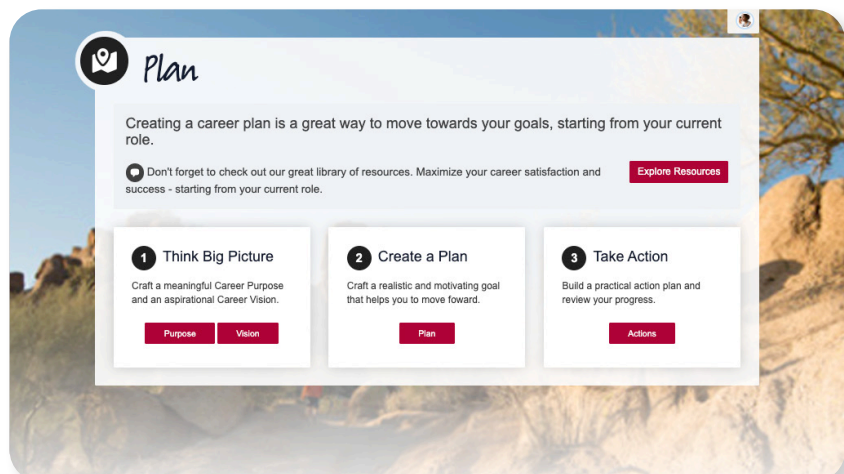 Plan
Creating a career plan is a great way to move towards your goals, starting from your current
role.
Don't forget to check out our great library of resources. Maximize your career satisfaction and
success - starting from your current role.
Explore Resources
1 Think Big Picture
Craft a meaningful Career Purpose
and an aspirational Career Vision.
Purpose Vision
2 Create a Plan
Craft a realistic and motivating goal
that helps you to move foward.
Plan
3 Take Action
Build a practical action plan and
review your progress.
Actions